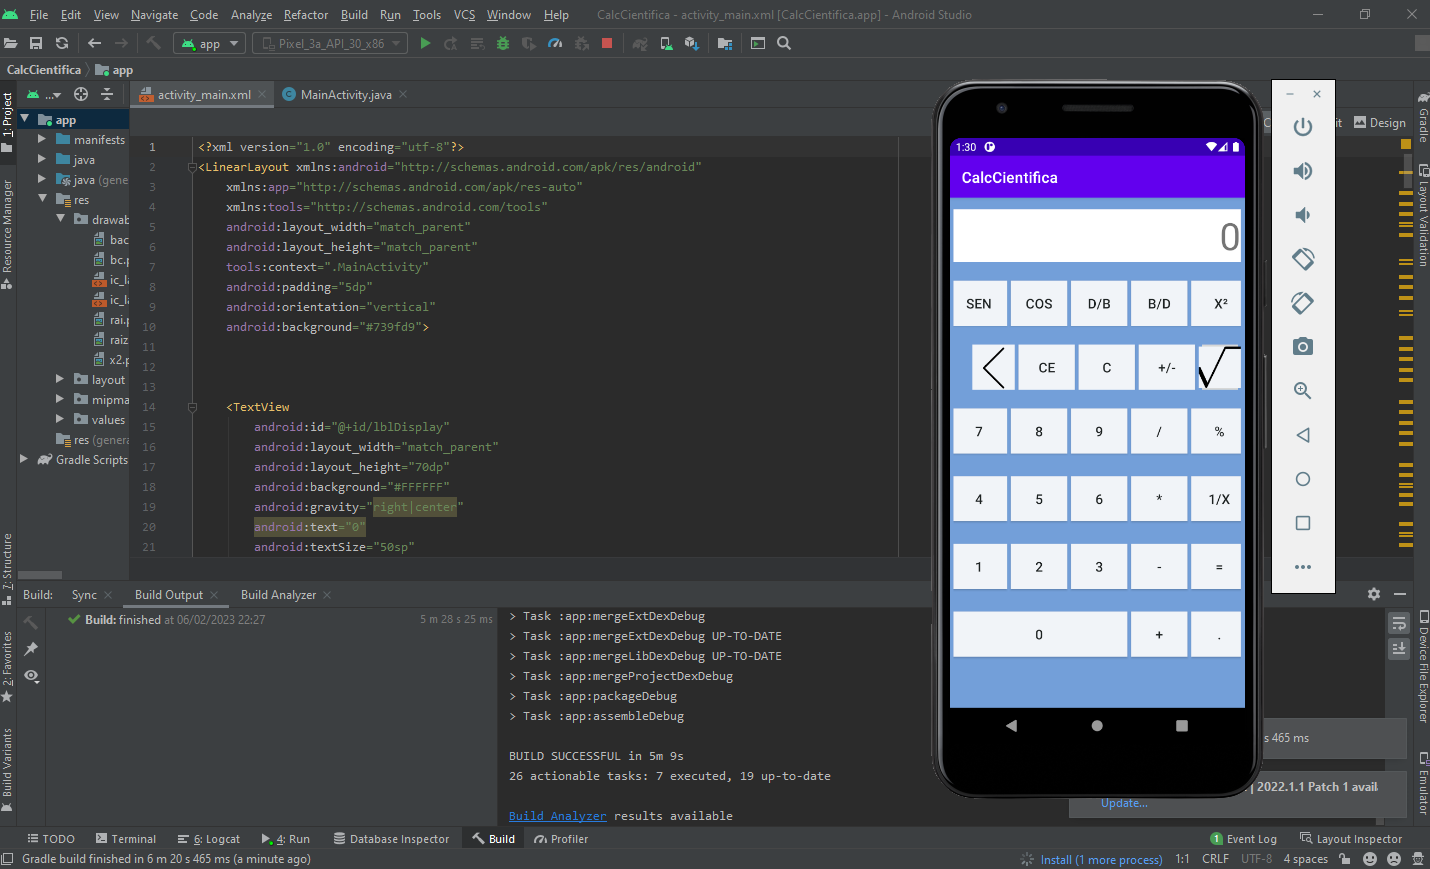 File Edit View Navigate Code Analyze Refactor Build Run Tools VCS Window Help CalcCientifica - activity_main.xml [CalcCientifica.app] - Android Studio
app Pixel_3a_API_30_x86
CalcCientifica app
activity_main.xml MainActivity.java
Design
1: Project
Resource Manager
7: Structure
2: Favorites
Build Variants
app
manifests
java
java (gene
res
drawab
bac
bc.p
ic_la
ic_la
rai.p
raiz
x2.p
layout
mipma
values
res (genera
Gradle Scripts
1 <?xml version="1.0" encoding="utf-8"?>
2 <LinearLayout xmlns:android="http://schemas.android.com/apk/res/android"
3 xmlns:app="http://schemas.android.com/apk/res-auto"
4 xmlns:tools="http://schemas.android.com/tools"
5 android:layout_width="match_parent"
6 android:layout_height="match_parent"
7 tools:context=".MainActivity"
8 android:padding="5dp"
9 android:orientation="vertical"
10 android:background="#739fd9">
11
12
13
14 <TextView
15 android:id="@+id/lblDisplay"
16 android:layout_width="match_parent"
17 android:layout_height="70dp"
18 android:background="#FFFFFF"
19 android:gravity="right|center"
20 android:text="0"
21 android:textSize="50sp"
1:30
CalcCientifica
0
SEN COS D/B B/D X²
CE C +/-
7 8 9 / %
4 5 6 * 1/X
1 2 3 - =
0 + .
Gradle
Layout Validation
Device File Explorer
Emulator
Build: Sync Build Output Build Analyzer
Build: finished at 06/02/2023 22:27 5 m 28 s 25 ms
> Task :app:mergeExtDexDebug
> Task :app:mergeExtDexDebug UP-TO-DATE
> Task :app:mergeLibDexDebug UP-TO-DATE
> Task :app:mergeProjectDexDebug
> Task :app:packageDebug
> Task :app:assembleDebug
BUILD SUCCESSFUL in 5m 9s
26 actionable tasks: 7 executed, 19 up-to-date
Build Analyzer results available
s 465 ms
| 2022.1.1 Patch 1 avail
Update...
TODO Terminal 6: Logcat 4: Run Database Inspector Build Profiler 1 Event Log Layout Inspector
Gradle build finished in 6 m 20 s 465 ms (a minute ago) Install (1 more process) 1:1 CRLF UTF-8 4 spaces